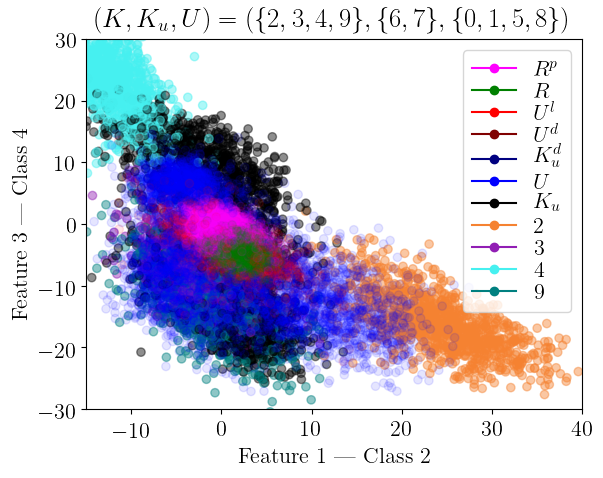 (K, K_u, U) = ({2, 3, 4, 9}, {6, 7}, {0, 1, 5, 8})
R^p
R
U^l
U^d
K_u^d
U
K_u
2
3
4
9
30
20
10
0
−10
−20
−30
Feature 3 — Class 4
−10 0 10 20 30 40
Feature 1 — Class 2